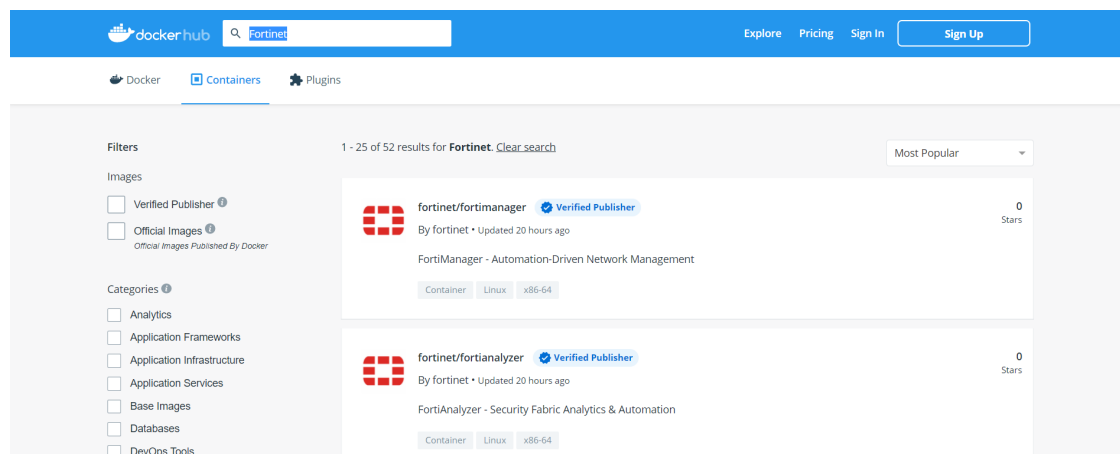 dockerhub Fortinet Explore Pricing Sign In Sign Up
Docker Containers Plugins
Filters
Images
Verified Publisher
Official Images
Official Images Published By Docker
Categories
Analytics
Application Frameworks
Application Infrastructure
Application Services
Base Images
Databases
DevOps Tools
1 - 25 of 52 results for Fortinet. Clear search
Most Popular
fortinet/fortimanager Verified Publisher
By fortinet • Updated 20 hours ago
FortiManager - Automation-Driven Network Management
Container Linux x86-64
0
Stars
fortinet/fortianalyzer Verified Publisher
By fortinet • Updated 20 hours ago
FortiAnalyzer - Security Fabric Analytics & Automation
Container Linux x86-64
0
Stars